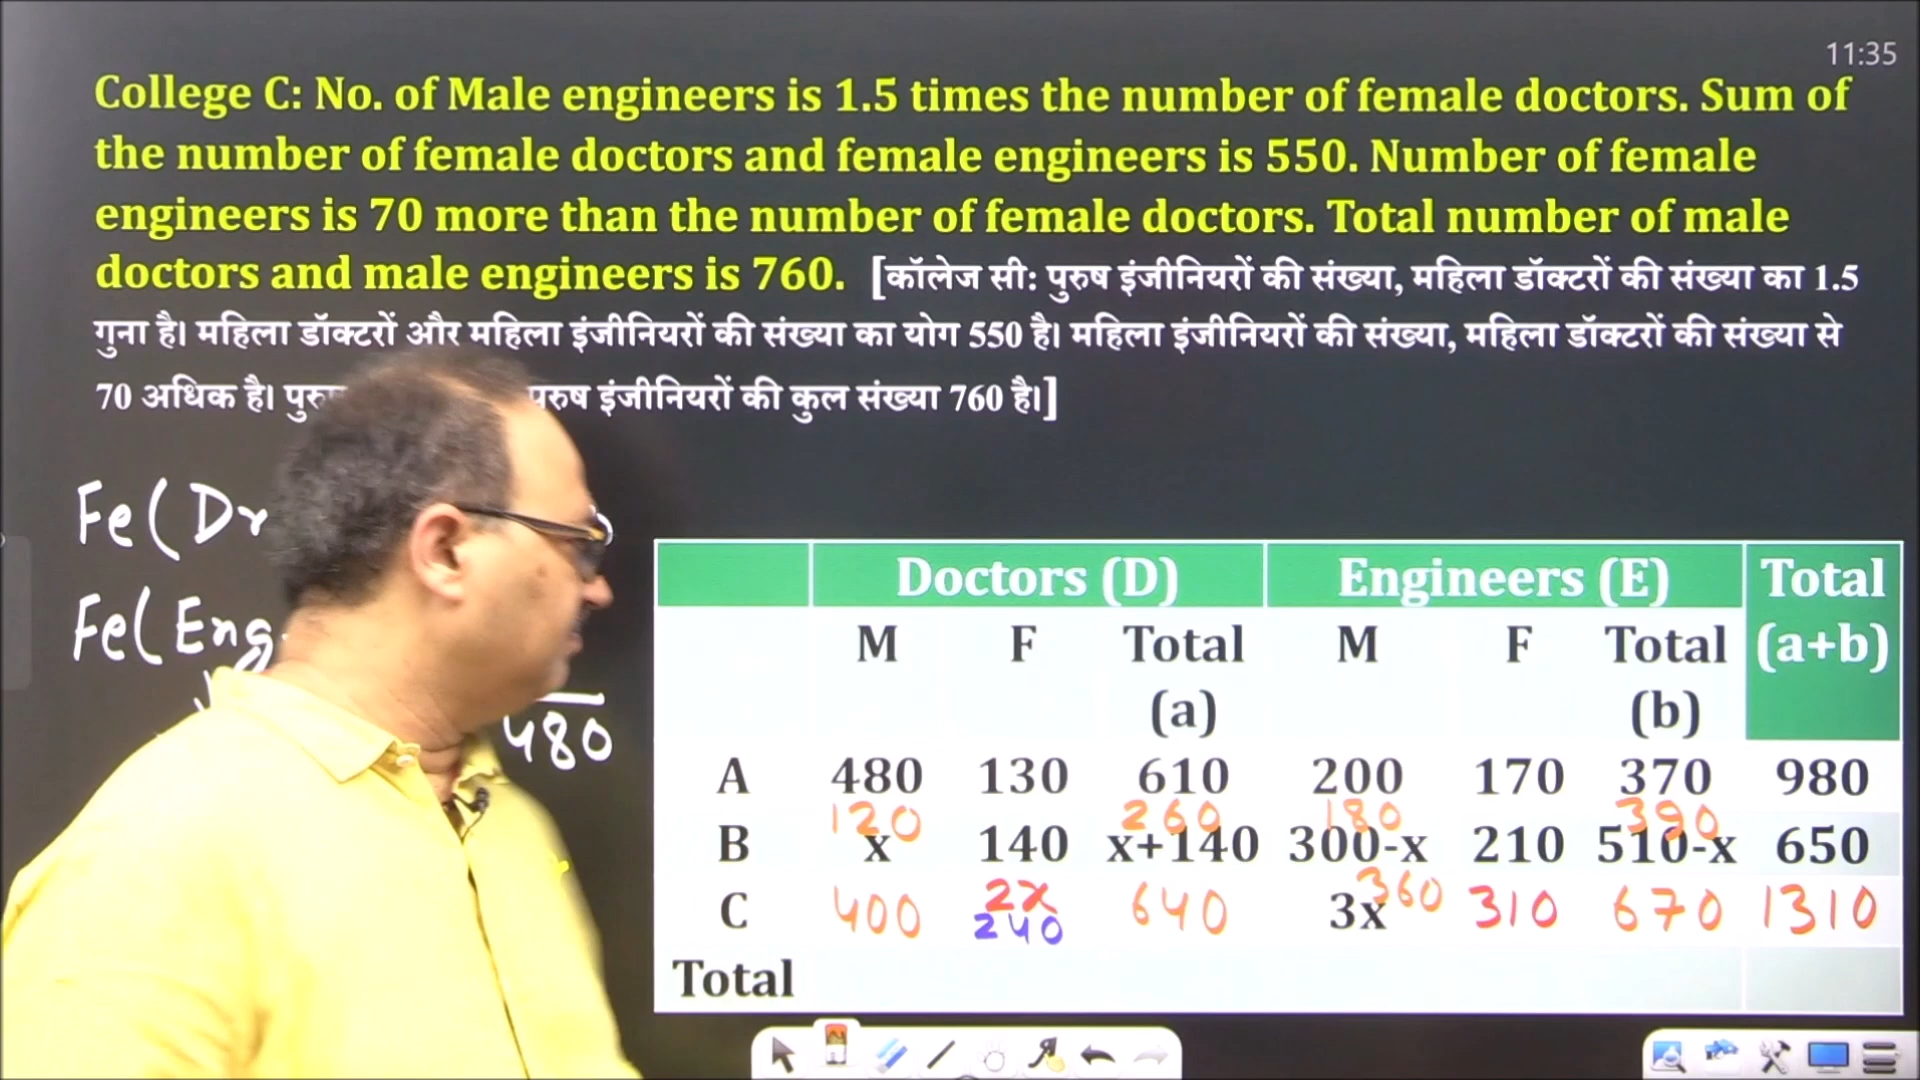 11:35
College C: No. of Male engineers is 1.5 times the number of female doctors. Sum of
the number of female doctors and female engineers is 550. Number of female
engineers is 70 more than the number of female doctors. Total number of male
doctors and male engineers is 760. [कॉलेज सी: पुरुष इंजीनियरों की संख्या, महिला डॉक्टरों की संख्या का 1.5
गुना है। महिला डॉक्टरों और महिला इंजीनियरों की संख्या का योग 550 है। महिला इंजीनियरों की संख्या, महिला डॉक्टरों की संख्या से
70 अधिक है। इंजीनियरों की कुल संख्या 760 है।]
Fe(Dr
Fe(Eng
480
Doctors (D) Engineers (E) Total
M F Total M F Total (a+b)
(a) (b)
A 480 130 610 200 170 370 980
120 260 180 390
B x 140 x+140 300-x 210 510-x 650
C 400 2x 640 3x 360 310 670 1310
240
Total